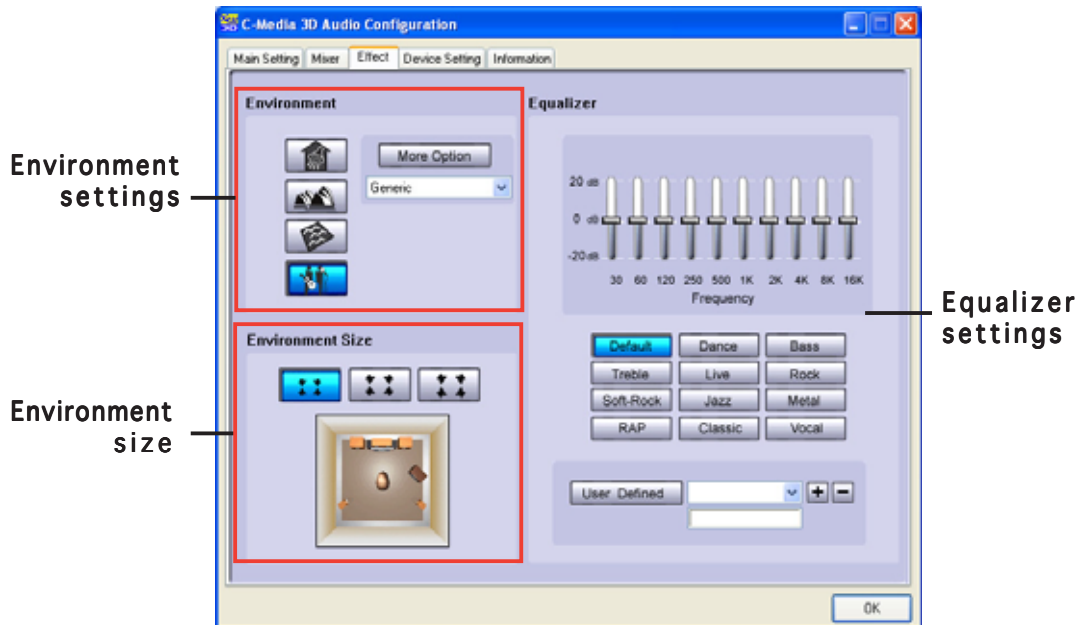 C-Media 3D Audio Configuration
Main Setting Mixer Effect Device Setting Information
Environment
More Option
Generic
Environment Size
Equalizer
20 dB
0 dB
-20 dB
30 60 120 250 500 1K 2K 4K 8K 16K
Frequency
Default Dance Bass
Treble Live Rock
Soft-Rock Jazz Metal
RAP Classic Vocal
User Defined
OK
Environment
settings
Environment
size
Equalizer
settings